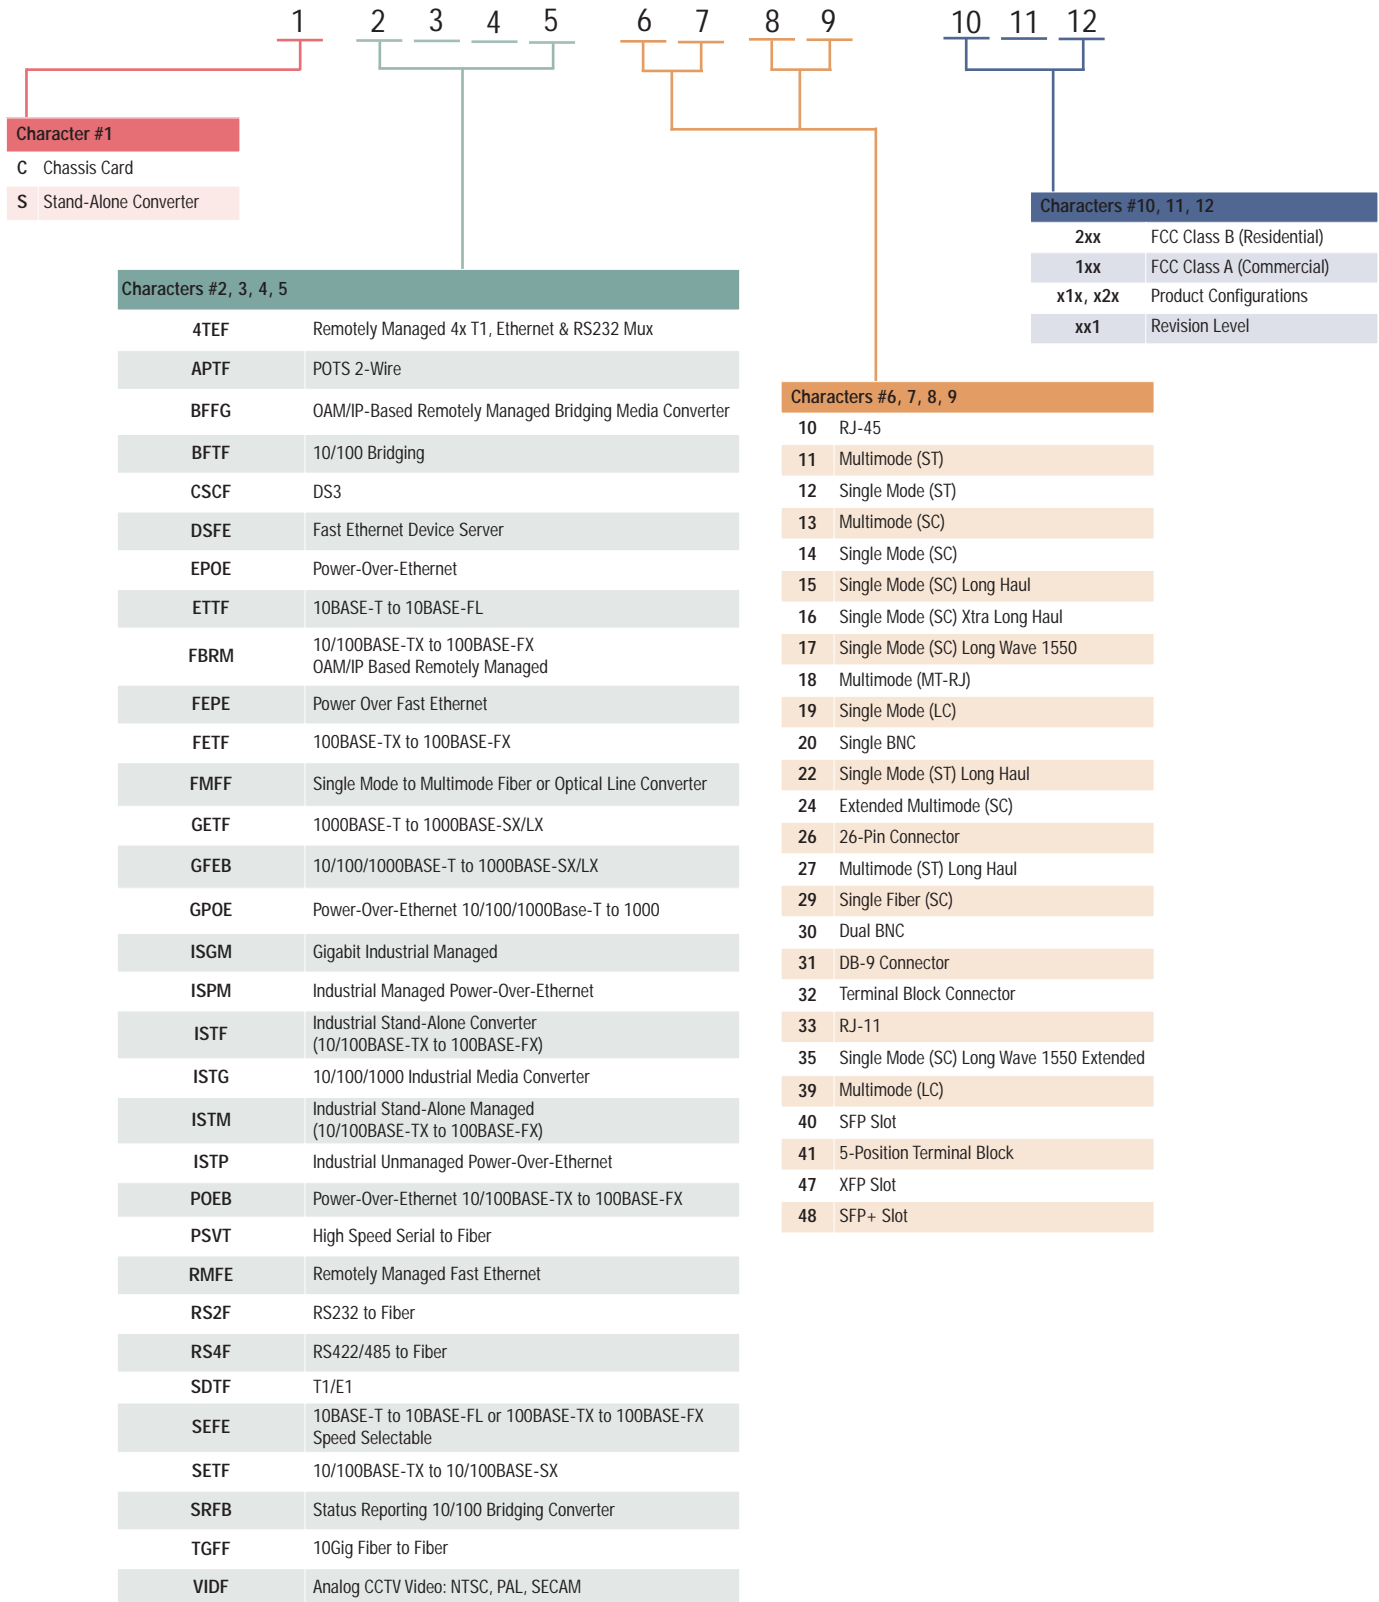 1 2 3 4 5 6 7 8 9 10 11 12
Character #1
C Chassis Card
S Stand-Alone Converter
Characters #10, 11, 12
2xx FCC Class B (Residential)
1xx FCC Class A (Commercial)
x1x, x2x Product Configurations
xx1 Revision Level
Characters #2, 3, 4, 5
4TEF Remotely Managed 4x T1, Ethernet & RS232 Mux
APTF POTS 2-Wire
BFFG OAM/IP-Based Remotely Managed Bridging Media Converter
BFTF 10/100 Bridging
CSCF DS3
DSFE Fast Ethernet Device Server
EPOE Power-Over-Ethernet
ETTF 10BASE-T to 10BASE-FL
FBRM 10/100BASE-TX to 100BASE-FX
OAM/IP Based Remotely Managed
FEPE Power Over Fast Ethernet
FETF 100BASE-TX to 100BASE-FX
FMFF Single Mode to Multimode Fiber or Optical Line Converter
GETF 1000BASE-T to 1000BASE-SX/LX
GFEB 10/100/1000BASE-T to 1000BASE-SX/LX
GPOE Power-Over-Ethernet 10/100/1000Base-T to 1000
ISGM Gigabit Industrial Managed
ISPM Industrial Managed Power-Over-Ethernet
ISTF Industrial Stand-Alone Converter
(10/100BASE-TX to 100BASE-FX)
ISTG 10/100/1000 Industrial Media Converter
ISTM Industrial Stand-Alone Managed
(10/100BASE-TX to 100BASE-FX)
ISTP Industrial Unmanaged Power-Over-Ethernet
POEB Power-Over-Ethernet 10/100BASE-TX to 100BASE-FX
PSVT High Speed Serial to Fiber
RMFE Remotely Managed Fast Ethernet
RS2F RS232 to Fiber
RS4F RS422/485 to Fiber
SDTF T1/E1
SEFE 10BASE-T to 10BASE-FL or 100BASE-TX to 100BASE-FX
Speed Selectable
SETF 10/100BASE-TX to 10/100BASE-SX
SRFB Status Reporting 10/100 Bridging Converter
TGFF 10Gig Fiber to Fiber
VIDF Analog CCTV Video: NTSC, PAL, SECAM
Characters #6, 7, 8, 9
10 RJ-45
11 Multimode (ST)
12 Single Mode (ST)
13 Multimode (SC)
14 Single Mode (SC)
15 Single Mode (SC) Long Haul
16 Single Mode (SC) Xtra Long Haul
17 Single Mode (SC) Long Wave 1550
18 Multimode (MT-RJ)
19 Single Mode (LC)
20 Single BNC
22 Single Mode (ST) Long Haul
24 Extended Multimode (SC)
26 26-Pin Connector
27 Multimode (ST) Long Haul
29 Single Fiber (SC)
30 Dual BNC
31 DB-9 Connector
32 Terminal Block Connector
33 RJ-11
35 Single Mode (SC) Long Wave 1550 Extended
39 Multimode (LC)
40 SFP Slot
41 5-Position Terminal Block
47 XFP Slot
48 SFP+ Slot